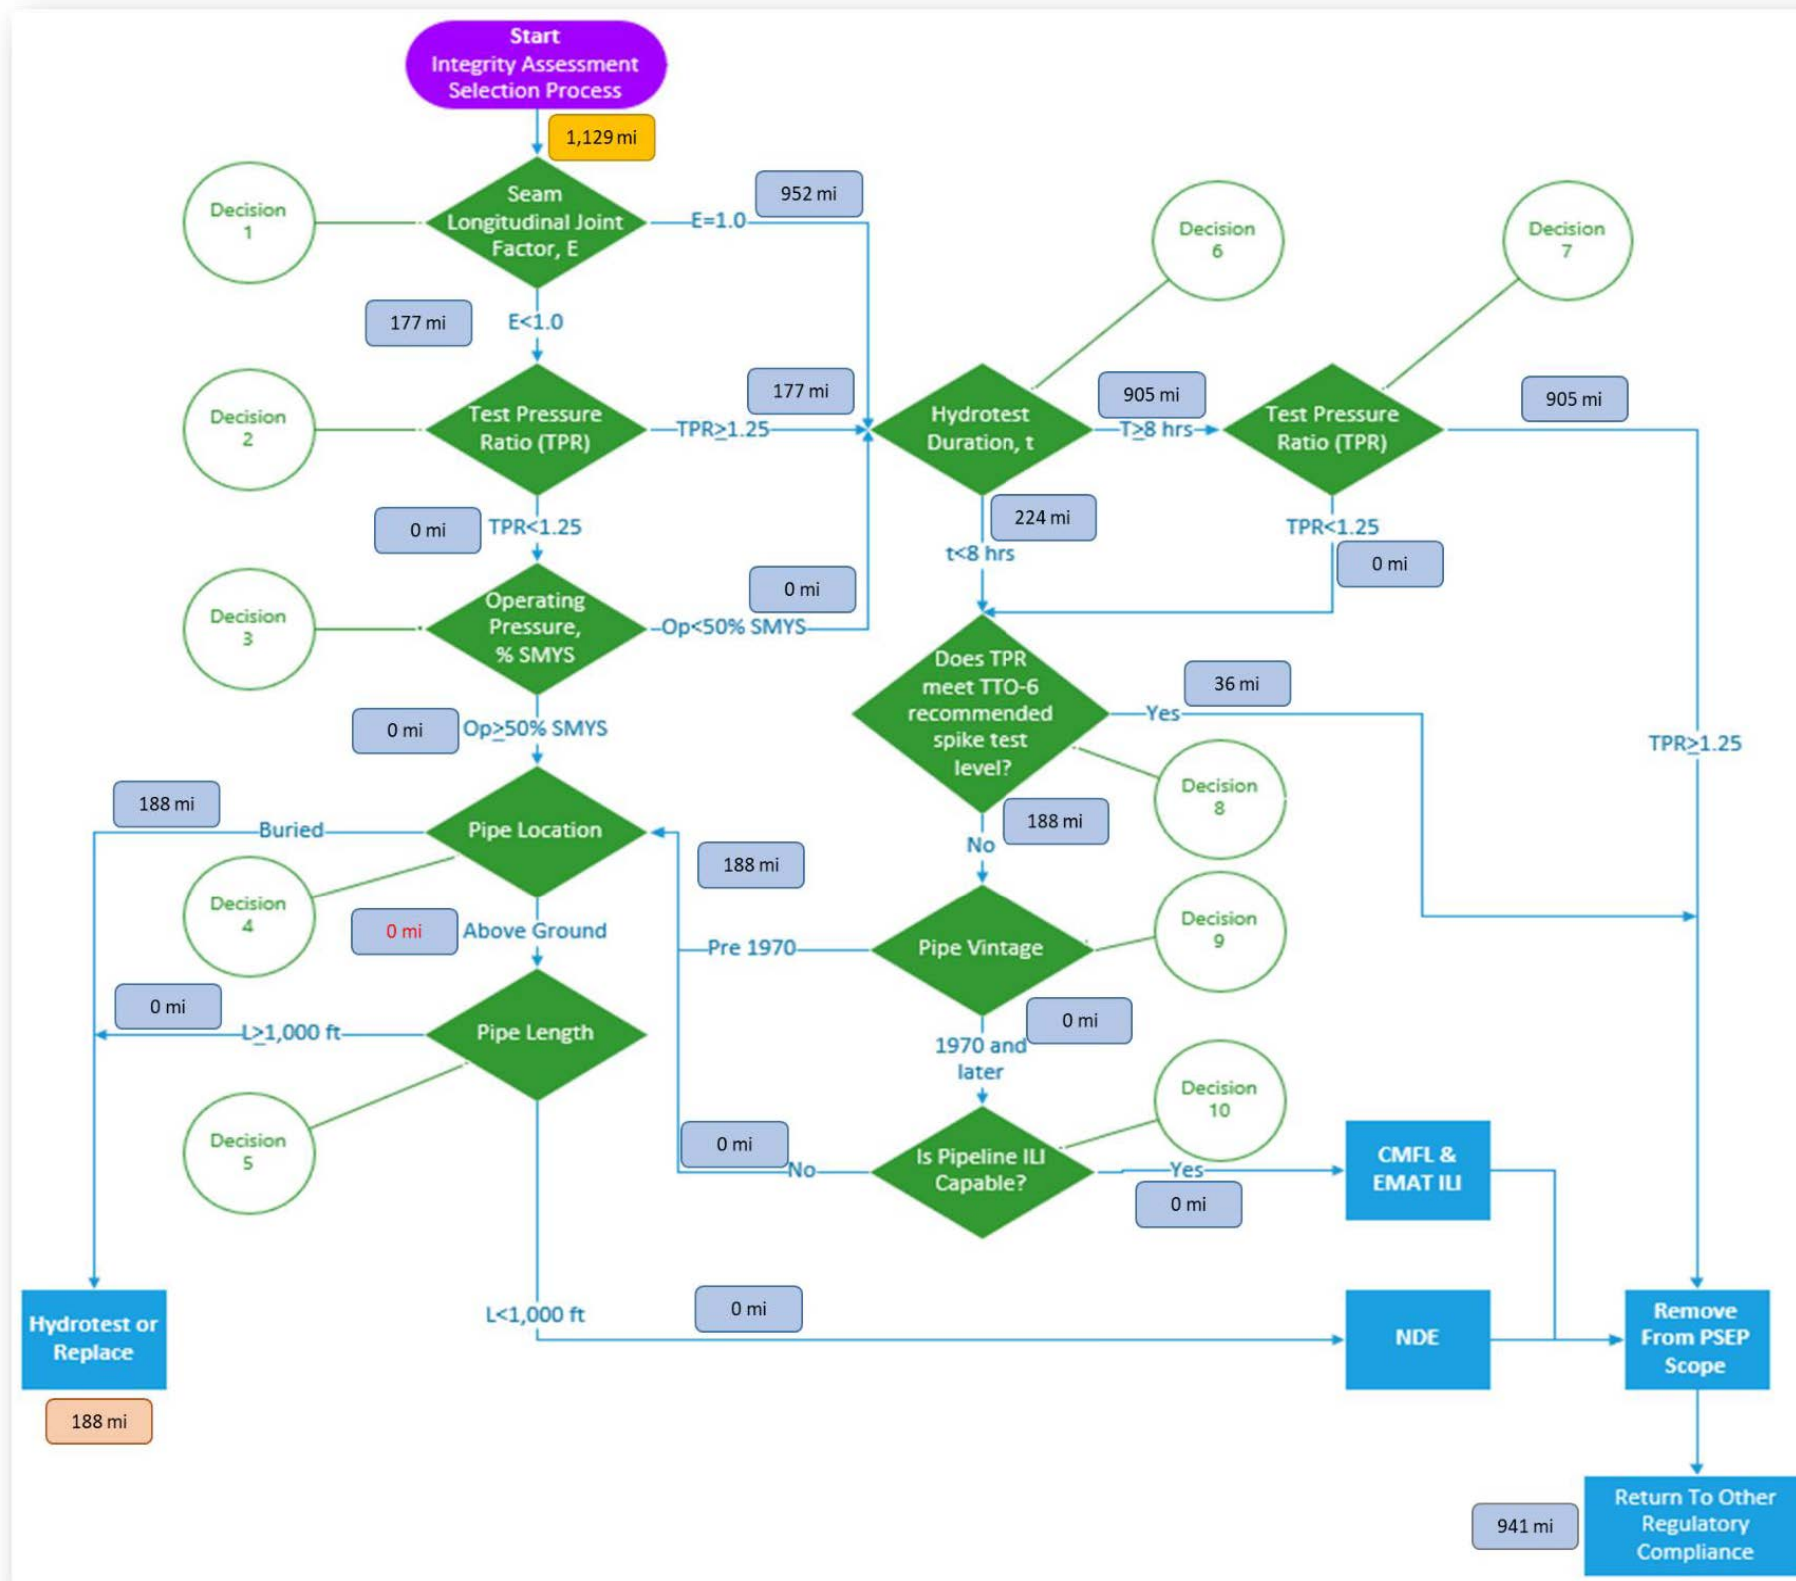 Start
Integrity Assessment
Selection Process
1,129 mi
Decision
1
Seam
Longitudinal Joint
Factor, E
E=1.0
952 mi
177 mi
E<1.0
Decision
2
Test Pressure
Ratio (TPR)
TPR≥1.25
177 mi
Decision
6
Decision
7
Hydrotest
Duration, t
905 mi
T≥8 hrs
Test Pressure
Ratio (TPR)
905 mi
0 mi
TPR<1.25
224 mi
t<8 hrs
TPR<1.25
0 mi
Decision
3
Operating
Pressure,
% SMYS
0 mi
Op<50% SMYS
Does TPR
meet TTO-6
recommended
spike test
level?
36 mi
Yes
TPR≥1.25
0 mi
Op≥50% SMYS
Decision
8
188 mi
Buried
Pipe Location
188 mi
No
188 mi
Decision
4
0 mi
Above Ground
Pre 1970
Pipe Vintage
Decision
9
0 mi
L≥1,000 ft
Pipe Length
0 mi
1970 and
later
Decision
5
Decision
10
0 mi
No
Is Pipeline ILI
Capable?
Yes
0 mi
CMFL &
EMAT ILI
L<1,000 ft
0 mi
Hydrotest or
Replace
NDE
Remove
From PSEP
Scope
188 mi
941 mi
Return To Other
Regulatory
Compliance